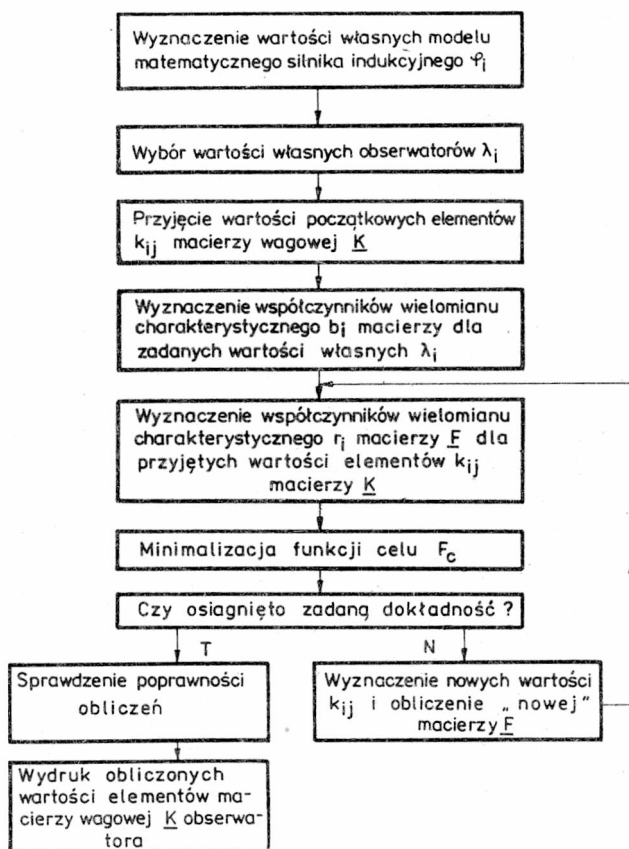 Wyznaczenie wartości własnych modelu
matematycznego silnika indukcyjnego φi
Wybór wartości własnych obserwatorów λi
Przyjęcie wartości początkowych elementów
kij macierzy wagowej K
Wyznaczenie współczynników wielomianu
charakterystycznego bi macierzy dla
zadanych wartości własnych λi
Wyznaczenie współczynników wielomianu
charakterystycznego ri macierzy F dla
przyjętych wartości elementów kij
macierzy K
Minimalizacja funkcji celu Fc
Czy osiagnięto zadaną dokładność ?
T
N
Sprawdzenie poprawności
obliczeń
Wyznaczenie nowych wartości
kij i obliczenie „ nowej "
macierzy F
Wydruk obliczonych
wartości elementów ma-
cierzy wagowej K obserwa-
tora